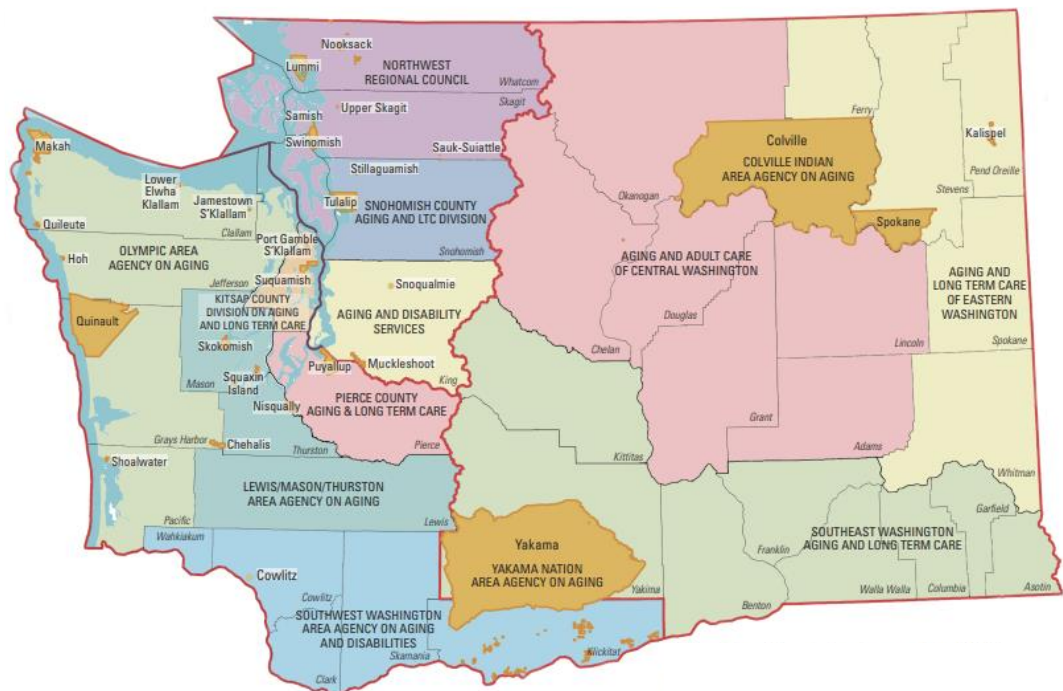 Nooksack
Lummi
NORTHWEST
REGIONAL COUNCIL
Whatcom
Skagit
Samish
Upper Skagit
Swinomish
Sauk-Suiattle
Stillaguamish
Tulalip
SNOHOMISH COUNTY
AGING AND LTC DIVISION
Snohomish
Makah
Lower
Elwha
Klallam
Jamestown
S'Klallam
Quileute
Clallam
Hoh
OLYMPIC AREA
AGENCY ON AGING
Jefferson
Port Gamble
S'Klallam
Suquamish
KITSAP COUNTY
DIVISION ON AGING
AND LONG TERM CARE
Snoqualmie
AGING AND DISABILITY
SERVICES
Muckleshoot
King
Quinault
Skokomish
Mason
Squaxin
Island
Puyallup
Nisqually
PIERCE COUNTY
AGING & LONG TERM CARE
Pierce
Grays Harbor
Chehalis
Thurston
Shoalwater
Pacific
LEWIS/MASON/THURSTON
AREA AGENCY ON AGING
Lewis
Wahkiakum
Cowlitz
Cowlitz
SOUTHWEST WASHINGTON
AREA AGENCY ON AGING
AND DISABILITIES
Skamania
Clark
Klickitat
Yakama
YAKAMA NATION
AREA AGENCY ON AGING
Yakima
Okanogan
Colville
COLVILLE INDIAN
AREA AGENCY ON AGING
Ferry
Stevens
Kalispel
Pend Oreille
Spokane
AGING AND ADULT CARE
OF CENTRAL WASHINGTON
Douglas
Chelan
Lincoln
Grant
Adams
Kittitas
AGING AND
LONG TERM CARE
OF EASTERN
WASHINGTON
Spokane
Whitman
SOUTHEAST WASHINGTON
AGING AND LONG TERM CARE
Garfield
Franklin
Benton
Walla Walla
Columbia
Asotin